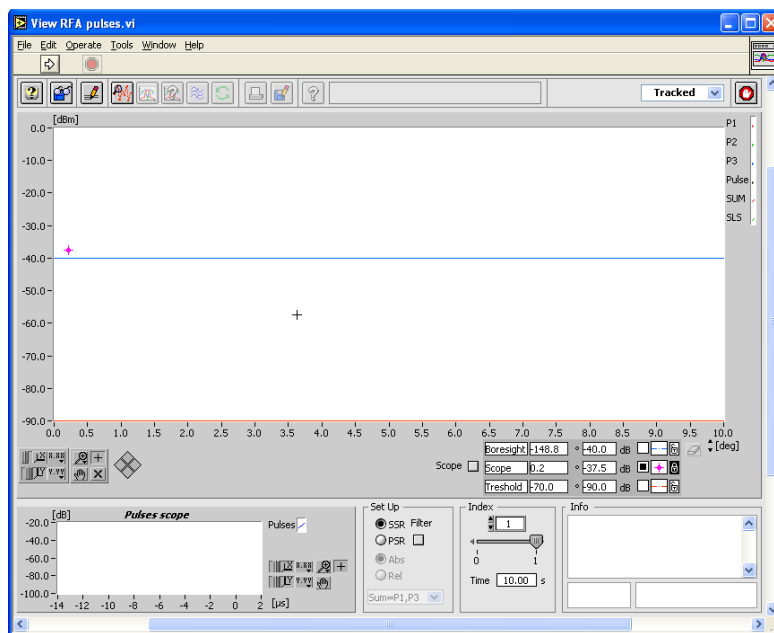 View RFA pulses.vi
File Edit Operate Tools Window Help
Tracked
[dBm]
0.0
-10.0
-20.0
-30.0
-40.0
-50.0
-60.0
-70.0
-80.0
-90.0
0.0 0.5 1.0 1.5 2.0 2.5 3.0 3.5 4.0 4.5 5.0 5.5 6.0 6.5 7.0 7.5 8.0 8.5 9.0 9.5 10.0
[deg]
P1
P2
P3
Pulse
SUM
SLS
Boresight -148.8 ° -40.0 dB
Scope Scope 0.2 ° -37.5 dB
Treshold -70.0 ° -90.0 dB
[dB] Pulses scope
-20.0
-40.0
-60.0
-80.0
-100.0
-14 -12 -10 -8 -6 -4 -2 0 2 [µs]
Pulses
Set Up
SSR Filter
PSR
Abs
Rel
Sum=P1,P3
Index
1
0 1
Time 10.00 s
Info